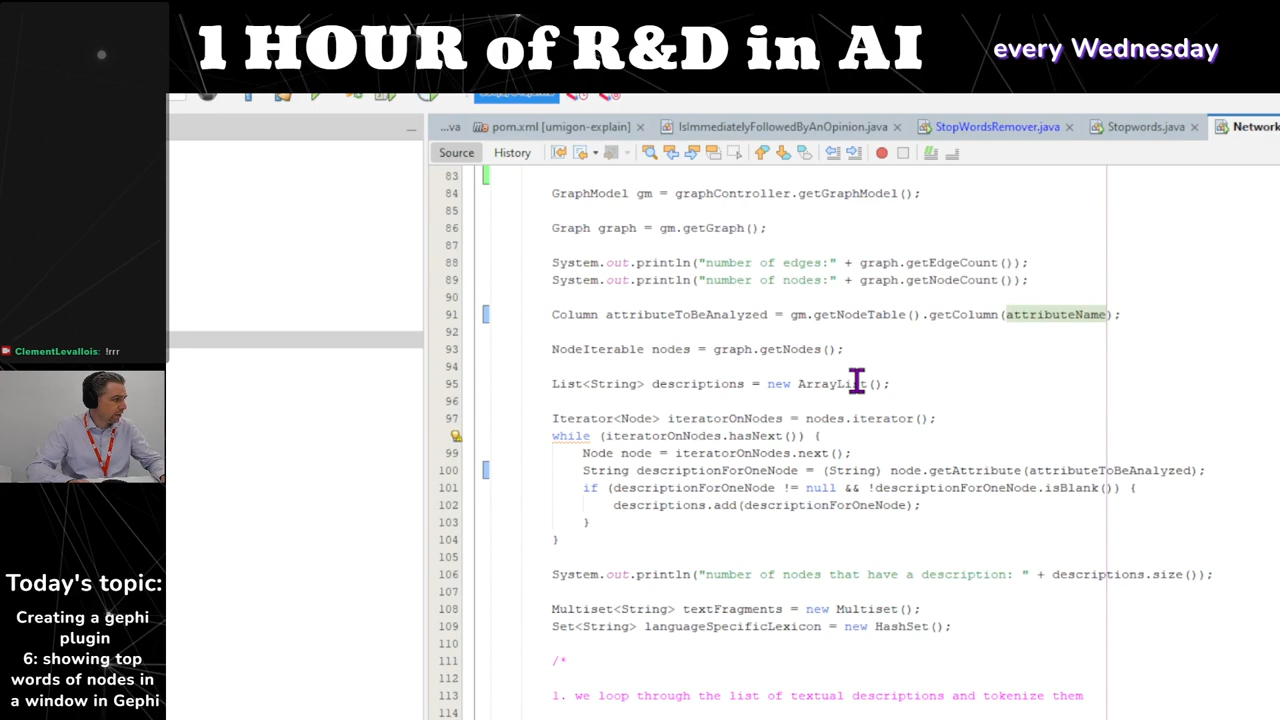 1 HOUR of R&D in AI
every Wednesday
...va
pom.xml [umigon-explain]
IsImmediatelyFollowedByAnOpinion.java
StopWordsRemover.java
Stopwords.java
Network
Source
History
83
84 GraphModel gm = graphController.getGraphModel();
85
86 Graph graph = gm.getGraph();
87
88 System.out.println("number of edges:" + graph.getEdgeCount());
89 System.out.println("number of nodes:" + graph.getNodeCount());
90
91 Column attributeToBeAnalyzed = gm.getNodeTable().getColumn(attributeName);
92
93 NodeIterable nodes = graph.getNodes();
94
95 List<String> descriptions = new ArrayList();
96
97 Iterator<Node> iteratorOnNodes = nodes.iterator();
while (iteratorOnNodes.hasNext()) {
99 Node node = iteratorOnNodes.next();
100 String descriptionForOneNode = (String) node.getAttribute(attributeToBeAnalyzed);
101 if (descriptionForOneNode != null && !descriptionForOneNode.isBlank()) {
102 descriptions.add(descriptionForOneNode);
103 }
104 }
105
106 System.out.println("number of nodes that have a description: " + descriptions.size());
107
108 Multiset<String> textFragments = new Multiset();
109 Set<String> languageSpecificLexicon = new HashSet();
110
111 /*
112
113 1. we loop through the list of textual descriptions and tokenize them
114
ClementLevallois: !rrr
Today's topic:
Creating a gephi
plugin
6: showing top
words of nodes in
a window in Gephi